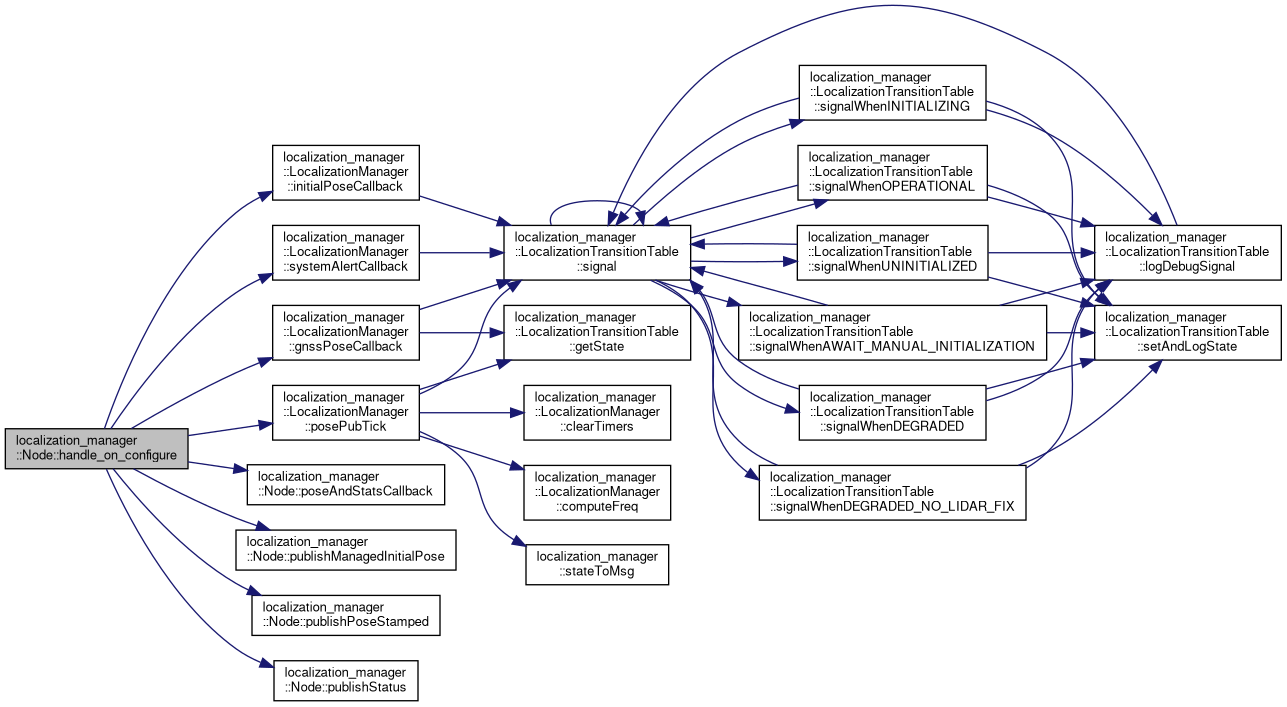 localization_manager
::Node::handle_on_configure
localization_manager
::LocalizationManager
::initialPoseCallback
localization_manager
::LocalizationManager
::systemAlertCallback
localization_manager
::LocalizationManager
::gnssPoseCallback
localization_manager
::LocalizationManager
::posePubTick
localization_manager
::Node::poseAndStatsCallback
localization_manager
::Node::publishManagedInitialPose
localization_manager
::Node::publishPoseStamped
localization_manager
::Node::publishStatus
localization_manager
::LocalizationTransitionTable
::signal
localization_manager
::LocalizationTransitionTable
::getState
localization_manager
::LocalizationManager
::clearTimers
localization_manager
::LocalizationManager
::computeFreq
localization_manager
::stateToMsg
localization_manager
::LocalizationTransitionTable
::signalWhenINITIALIZING
localization_manager
::LocalizationTransitionTable
::signalWhenOPERATIONAL
localization_manager
::LocalizationTransitionTable
::signalWhenUNINITIALIZED
localization_manager
::LocalizationTransitionTable
::signalWhenAWAIT_MANUAL_INITIALIZATION
localization_manager
::LocalizationTransitionTable
::signalWhenDEGRADED
localization_manager
::LocalizationTransitionTable
::signalWhenDEGRADED_NO_LIDAR_FIX
localization_manager
::LocalizationTransitionTable
::logDebugSignal
localization_manager
::LocalizationTransitionTable
::setAndLogState